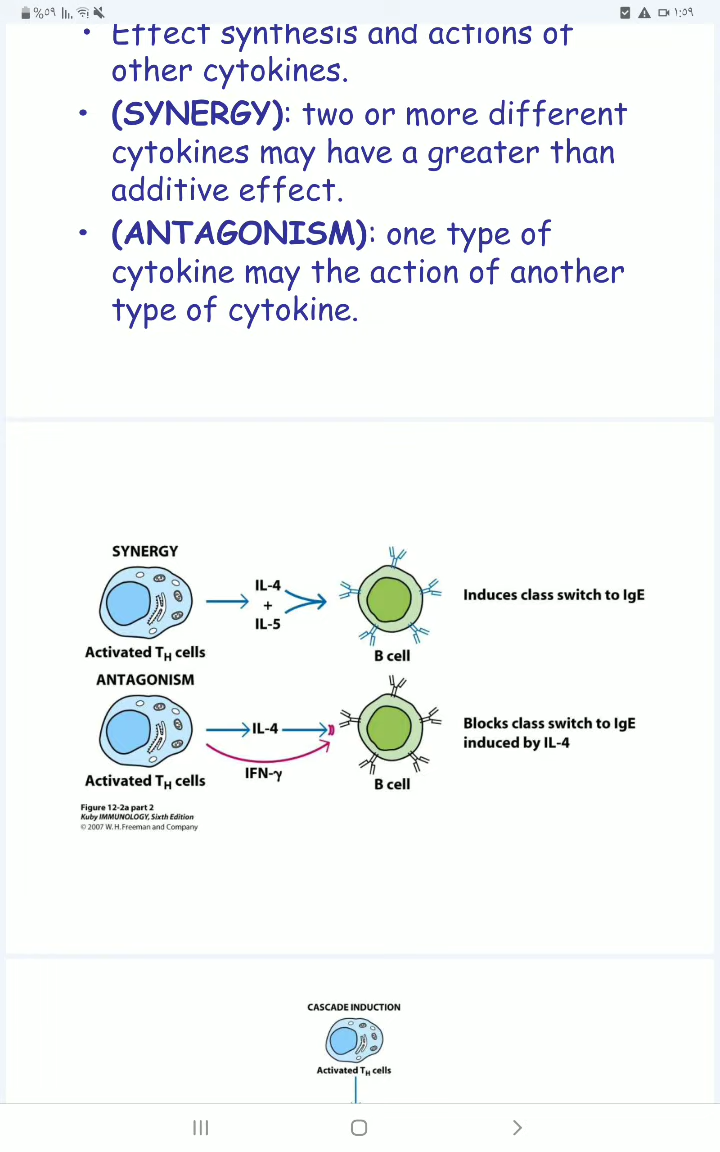 %٥٩
١:٥٩
• Effect synthesis and actions of
other cytokines.
• (SYNERGY): two or more different
cytokines may have a greater than
additive effect.
• (ANTAGONISM): one type of
cytokine may the action of another
type of cytokine.
SYNERGY
IL-4
+
IL-5
Induces class switch to IgE
Activated TH cells
B cell
ANTAGONISM
IL-4
IFN-γ
Blocks class switch to IgE
induced by IL-4
Activated TH cells
B cell
Figure 12-2a part 2
Kuby IMMUNOLOGY, Sixth Edition
© 2007 W. H. Freeman and Company
CASCADE INDUCTION
Activated TH cells